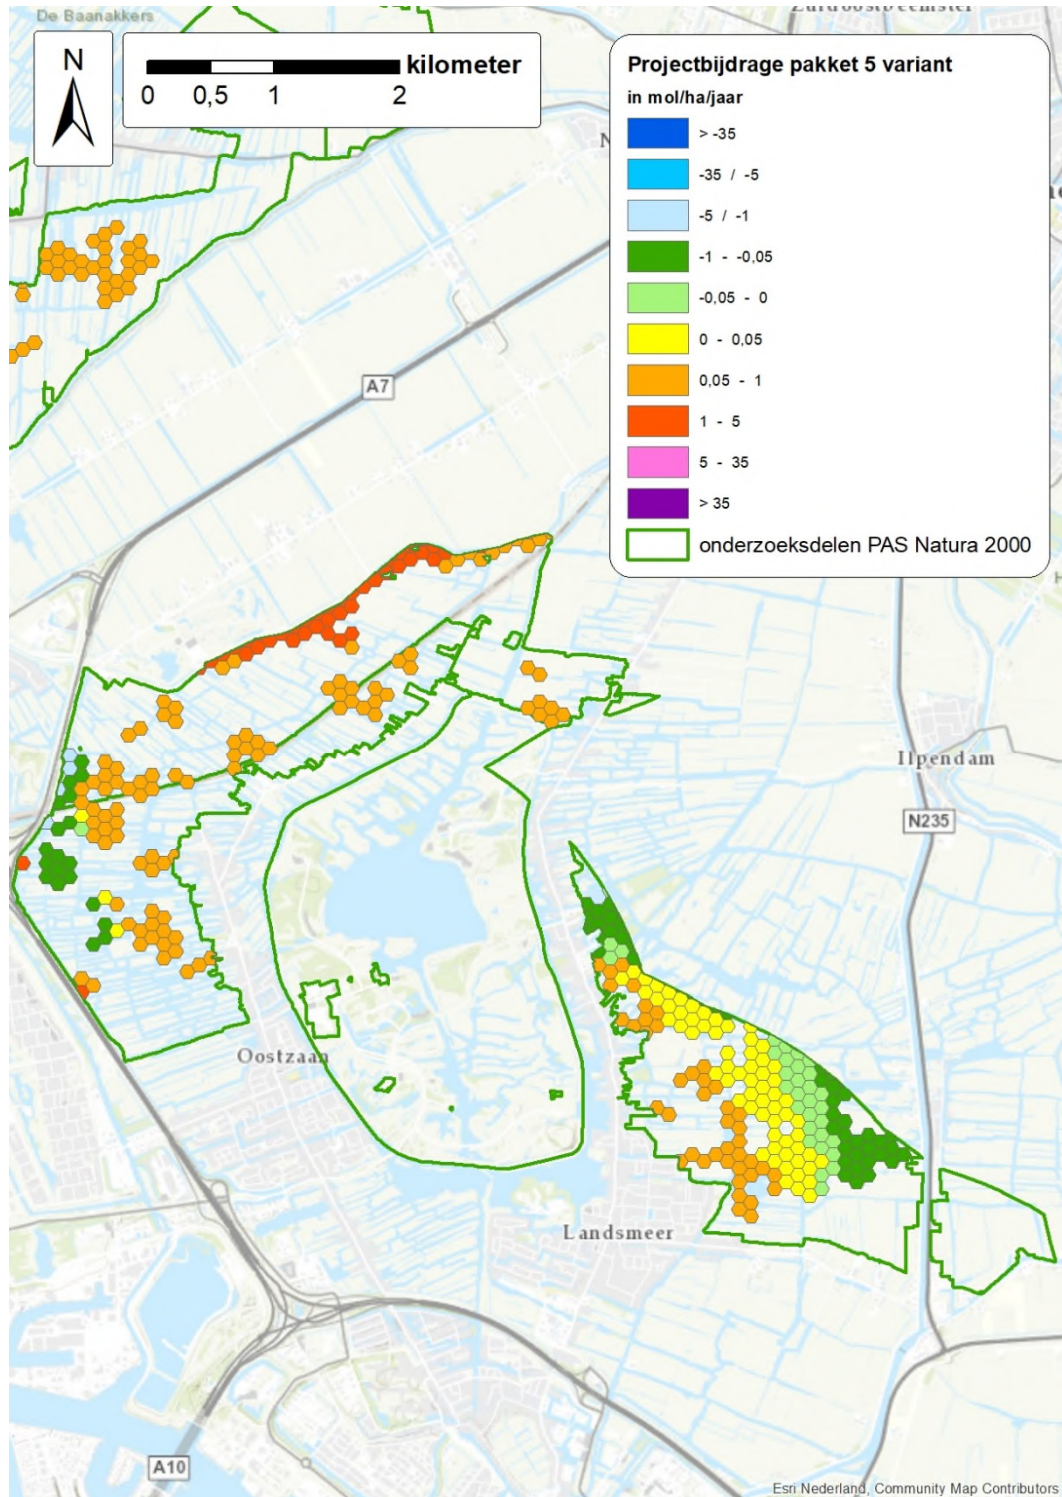 De Baanakkers
N
kilometer
0 0,5 1 2
Projectbijdrage pakket 5 variant
in mol/ha/jaar
> -35
-35 / -5
-5 / -1
-1 - -0,05
-0,05 - 0
0 - 0,05
0,05 - 1
1 - 5
5 - 35
> 35
onderzoeksdelen PAS Natura 2000
A7
Ilpendam
N235
Oostzaan
Landsmeer
A10
Esri Nederland, Community Map Contributors